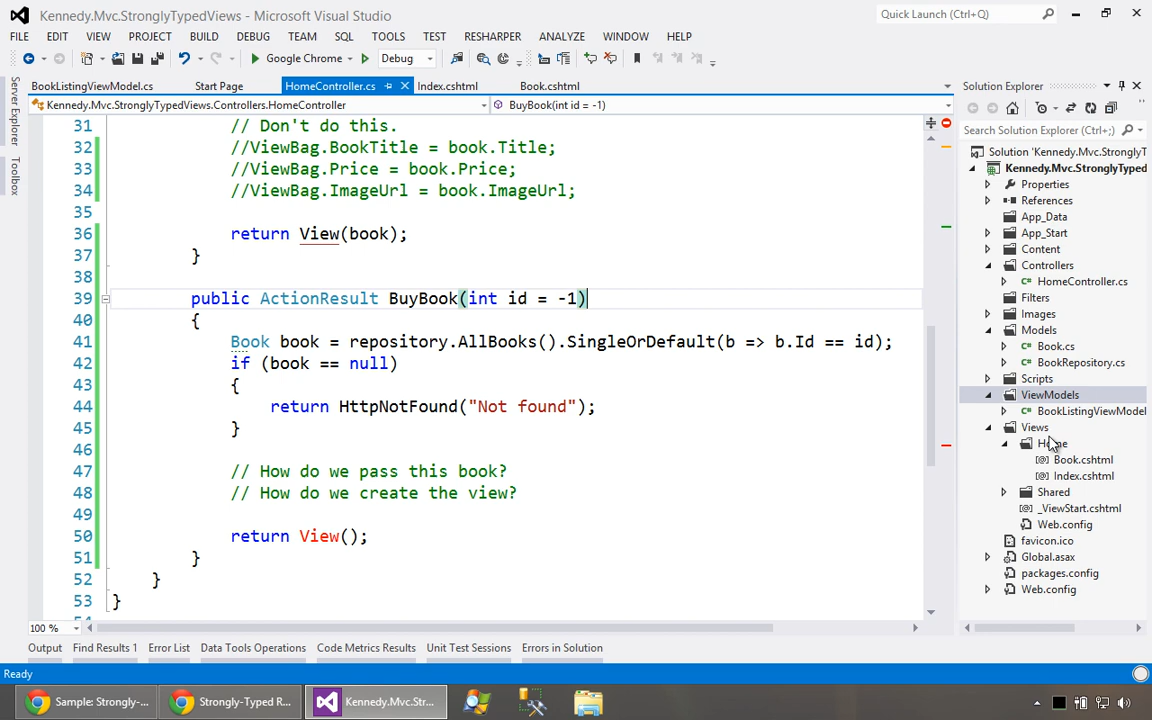 Kennedy.Mvc.StronglyTypedViews - Microsoft Visual Studio
Quick Launch (Ctrl+Q)
FILE EDIT VIEW PROJECT BUILD DEBUG TEAM SQL TOOLS TEST RESHARPER ANALYZE WINDOW HELP
Google Chrome Debug
BookListingViewModel.cs Start Page HomeController.cs Index.cshtml Book.cshtml
Kennedy.Mvc.StronglyTypedViews.Controllers.HomeController BuyBook(int id = -1)
Server Explorer
Toolbox
31 // Don't do this.
32 //ViewBag.BookTitle = book.Title;
33 //ViewBag.Price = book.Price;
34 //ViewBag.ImageUrl = book.ImageUrl;
35
36 return View(book);
37 }
38
39 public ActionResult BuyBook(int id = -1)
40 {
41 Book book = repository.AllBooks().SingleOrDefault(b => b.Id == id);
42 if (book == null)
43 {
44 return HttpNotFound("Not found");
45 }
46
47 // How do we pass this book?
48 // How do we create the view?
49
50 return View();
51 }
52 }
53 }
100 %
Solution Explorer
Search Solution Explorer (Ctrl+;)
Solution 'Kennedy.Mvc.StronglyT
Kennedy.Mvc.StronglyTyped
Properties
References
App_Data
App_Start
Content
Controllers
HomeController.cs
Filters
Images
Models
Book.cs
BookRepository.cs
Scripts
ViewModels
BookListingViewModel
Views
Home
Book.cshtml
Index.cshtml
Shared
_ViewStart.cshtml
Web.config
favicon.ico
Global.asax
packages.config
Web.config
Output Find Results 1 Error List Data Tools Operations Code Metrics Results Unit Test Sessions Errors in Solution
Ready
Sample: Strongly-... Strongly-Typed R... Kennedy.Mvc.Str...